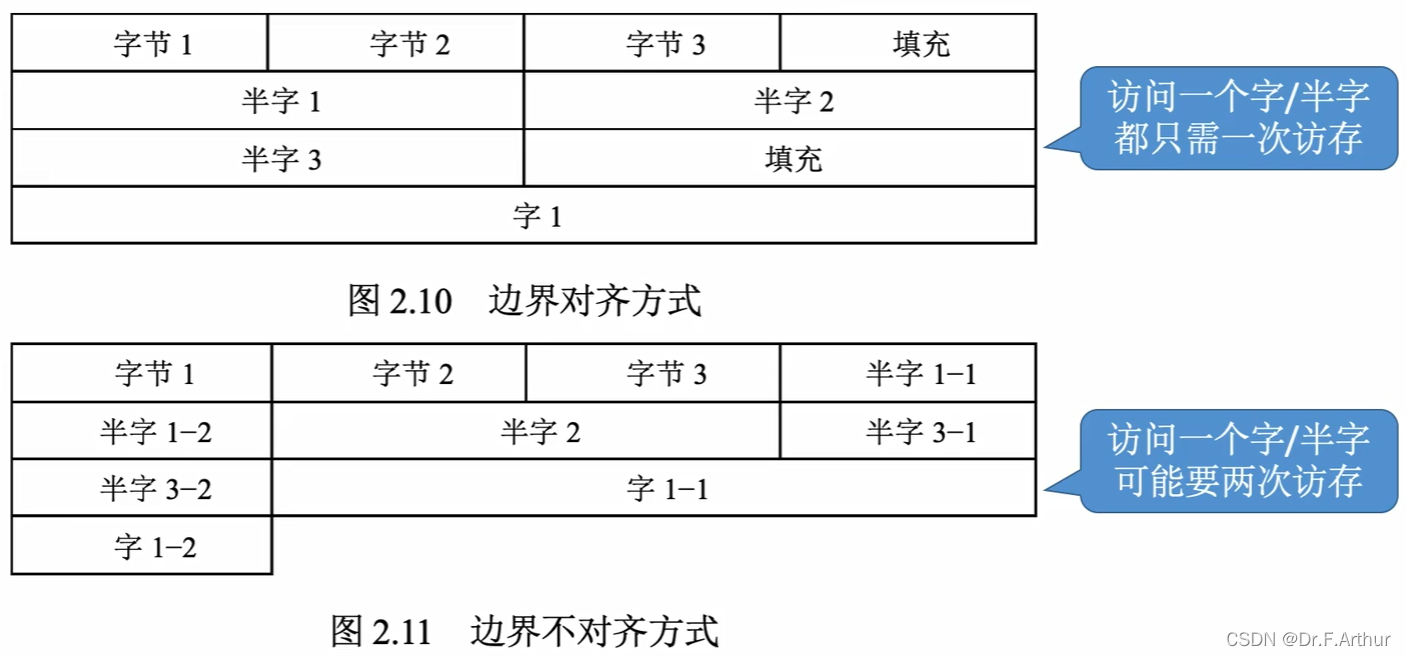 字节 1 字节 2 字节 3 填充
半字 1 半字 2
半字 3 填充
字 1
访问一个字/半字
都只需一次访存
图 2.10 边界对齐方式
字节 1 字节 2 字节 3 半字 1−1
半字 1−2 半字 2 半字 3−1
半字 3−2 字 1−1
字 1−2
访问一个字/半字
可能要两次访存
图 2.11 边界不对齐方式
CSDN @Dr.F.Arthur